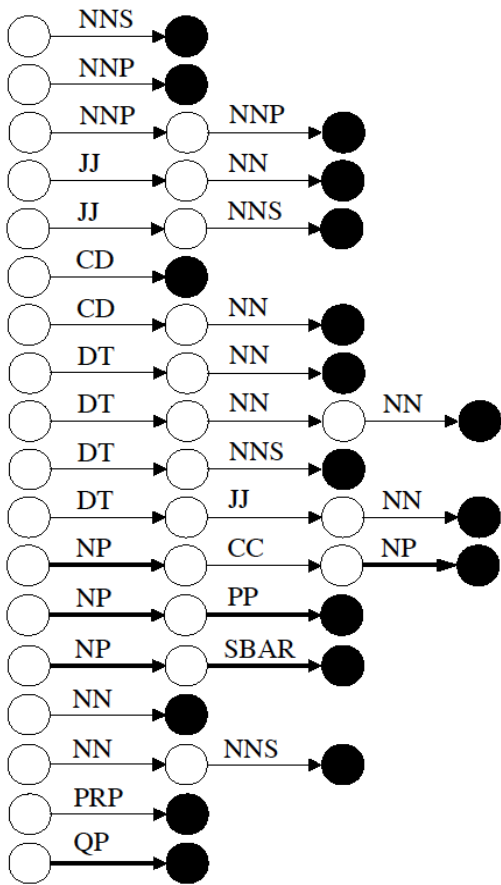 NNS
NNP
NNP NNP
JJ NN
JJ NNS
CD
CD NN
DT NN
DT NN NN
DT NNS
DT JJ NN
NP CC NP
NP PP
NP SBAR
NN
NN NNS
PRP
QP